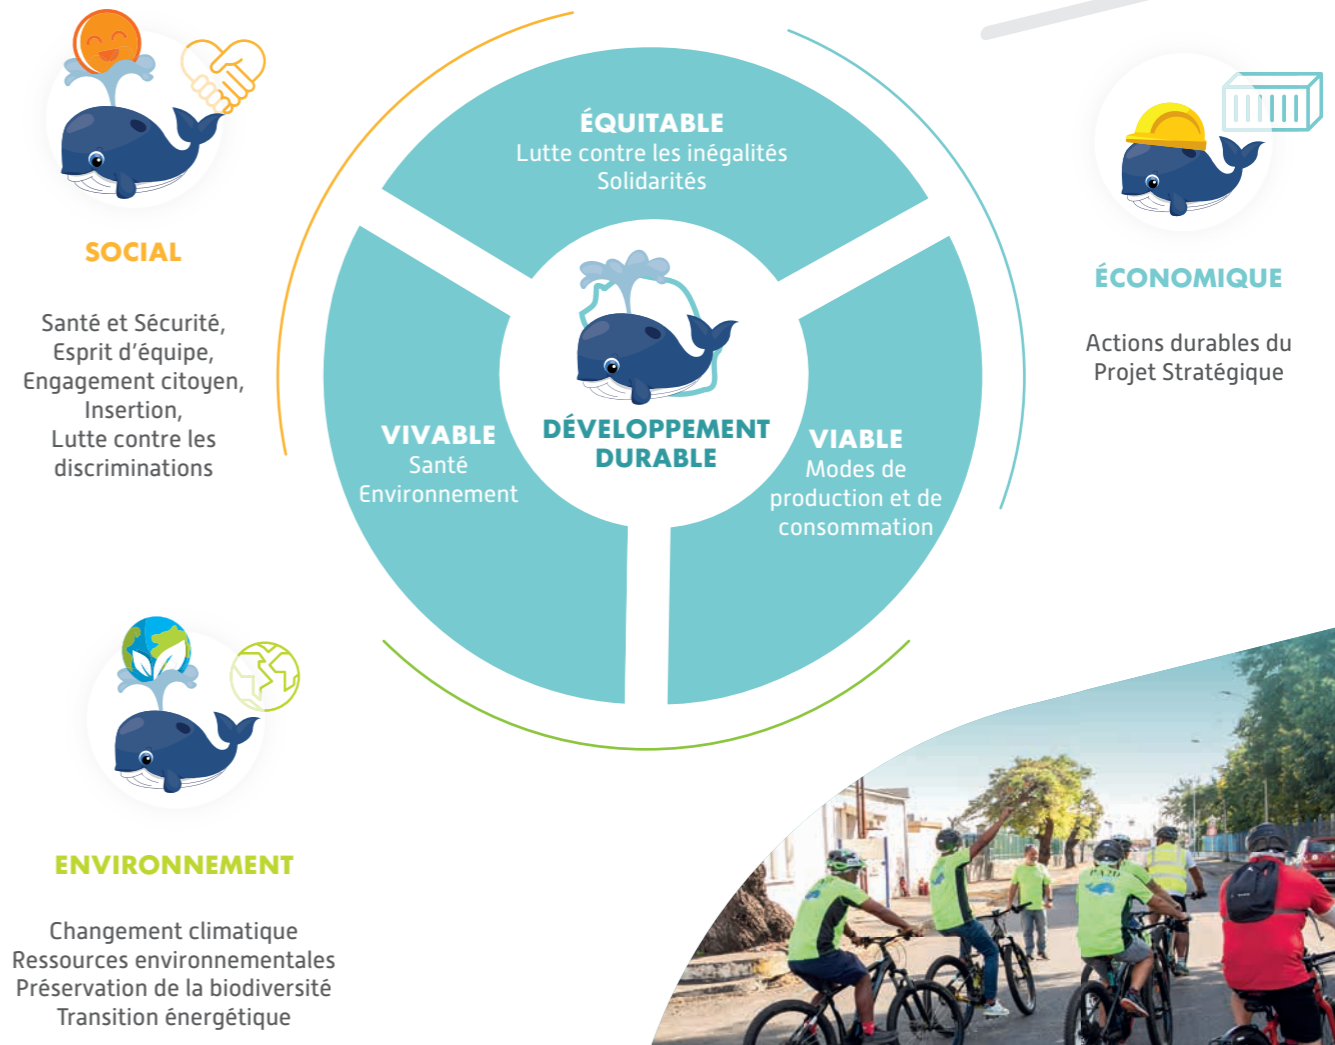 SOCIAL
Santé et Sécurité,
Esprit d'équipe,
Engagement citoyen,
Insertion,
Lutte contre les
discriminations
ÉQUITABLE
Lutte contre les inégalités
Solidarités
ÉCONOMIQUE
Actions durables du
Projet Stratégique
VIVABLE
Santé
Environnement
DÉVELOPPEMENT
DURABLE
VIABLE
Modes de
production et de
consommation
ENVIRONNEMENT
Changement climatique
Ressources environnementales
Préservation de la biodiversité
Transition énergétique